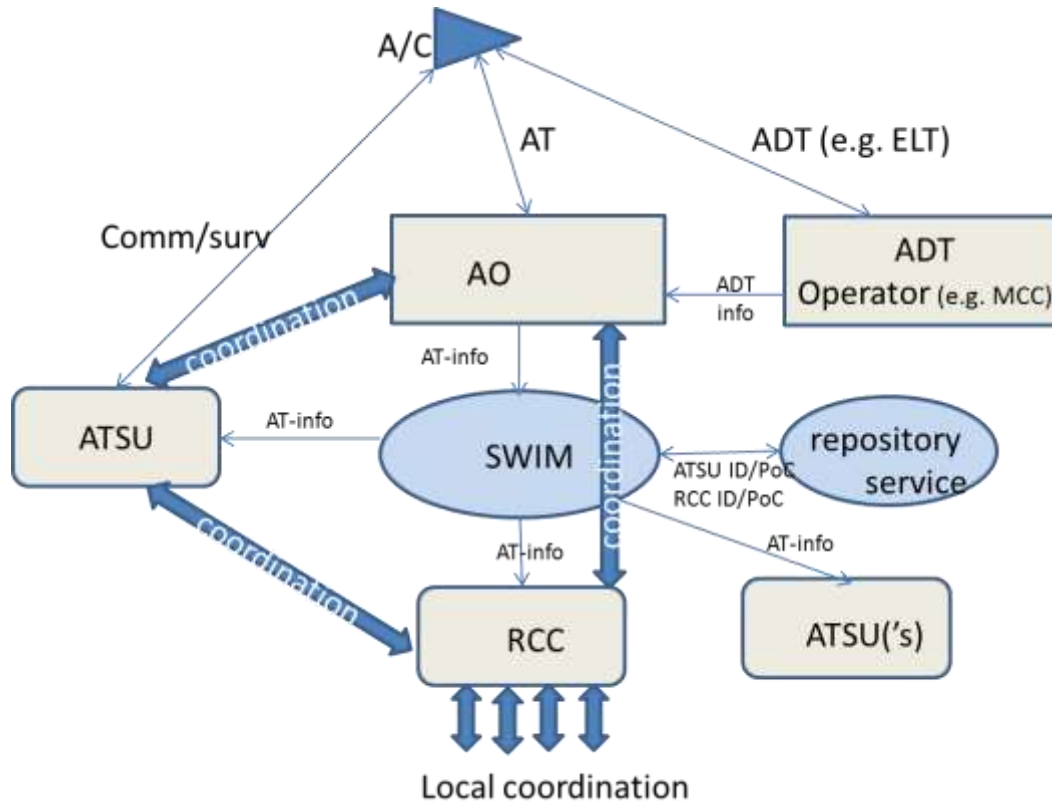 A/C
AT
ADT (e.g. ELT)
Comm/surv
AO
ADT
Operator (e.g. MCC)
ADT
info
coordination
AT-info
ATSU
AT-info
SWIM
coordination
repository
service
ATSU ID/PoC
RCC ID/PoC
coordination
AT-info
AT-info
RCC
ATSU('s)
Local coordination